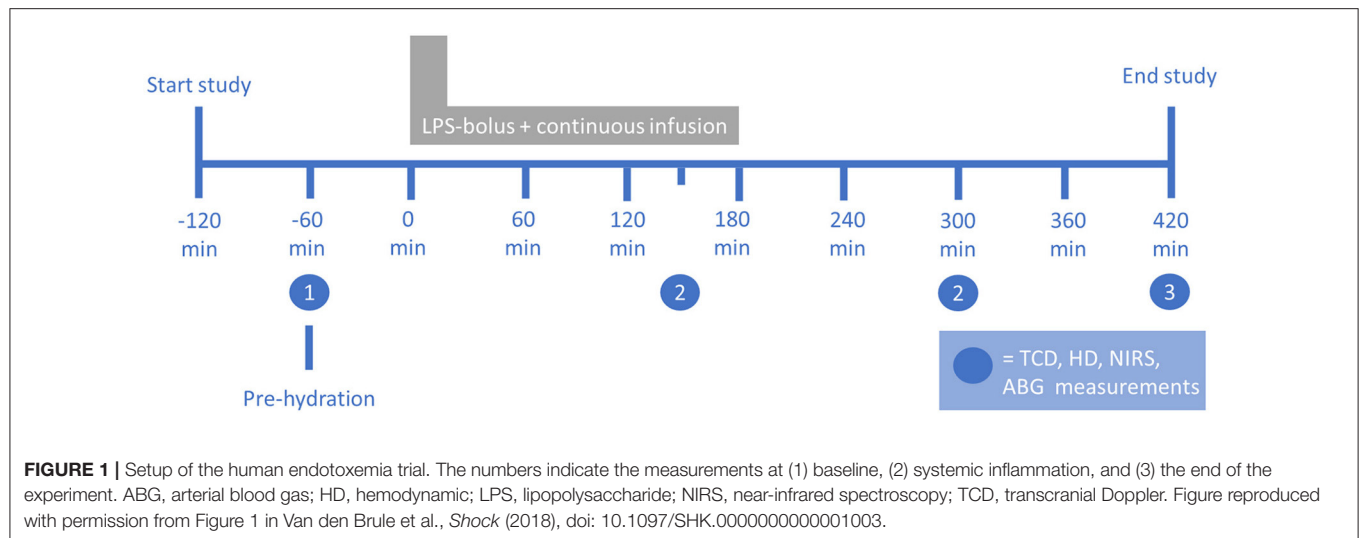 Start study
End study
LPS-bolus + continuous infusion
-120 -60 0 60 120 180 240 300 360 420
min min min min min min min min min min
1 2 2 3
= TCD, HD, NIRS,
ABG measurements
Pre-hydration
FIGURE 1 | Setup of the human endotoxemia trial. The numbers indicate the measurements at (1) baseline, (2) systemic inflammation, and (3) the end of the
experiment. ABG, arterial blood gas; HD, hemodynamic; LPS, lipopolysaccharide; NIRS, near-infrared spectroscopy; TCD, transcranial Doppler. Figure reproduced
with permission from Figure 1 in Van den Brule et al., Shock (2018), doi: 10.1097/SHK.0000000000001003.